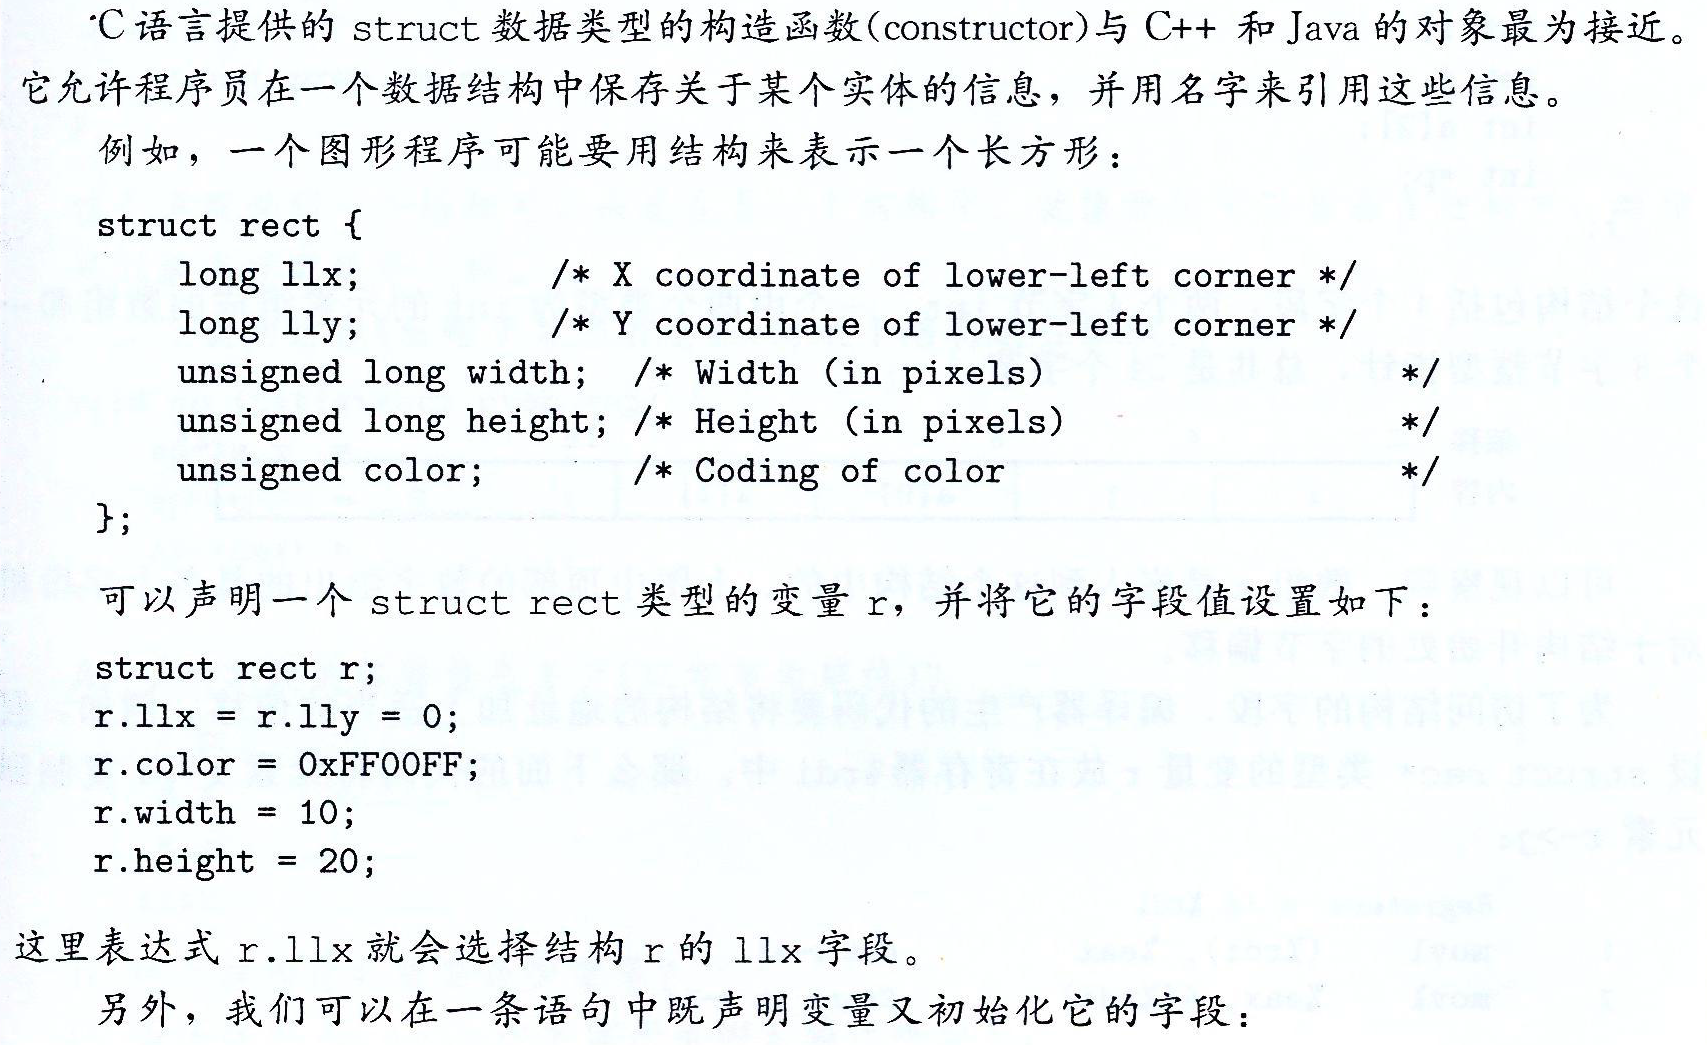 C语言提供的 struct 数据类型的构造函数(constructor)与 C++ 和 Java 的对象最为接近。
它允许程序员在一个数据结构中保存关于某个实体的信息，并用名字来引用这些信息。
例如，一个图形程序可能要用结构来表示一个长方形：
struct rect {
    long llx;         /* X coordinate of lower-left corner */
    long lly;         /* Y coordinate of lower-left corner */
    unsigned long width;  /* Width (in pixels)                 */
    unsigned long height; /* Height (in pixels)                */
    unsigned color;       /* Coding of color                   */
};
可以声明一个 struct rect 类型的变量 r，并将它的字段值设置如下：
struct rect r;
r.llx = r.lly = 0;
r.color = 0xFF00FF;
r.width = 10;
r.height = 20;
这里表达式 r.llx 就会选择结构 r 的 llx 字段。
另外，我们可以在一条语句中既声明变量又初始化它的字段：